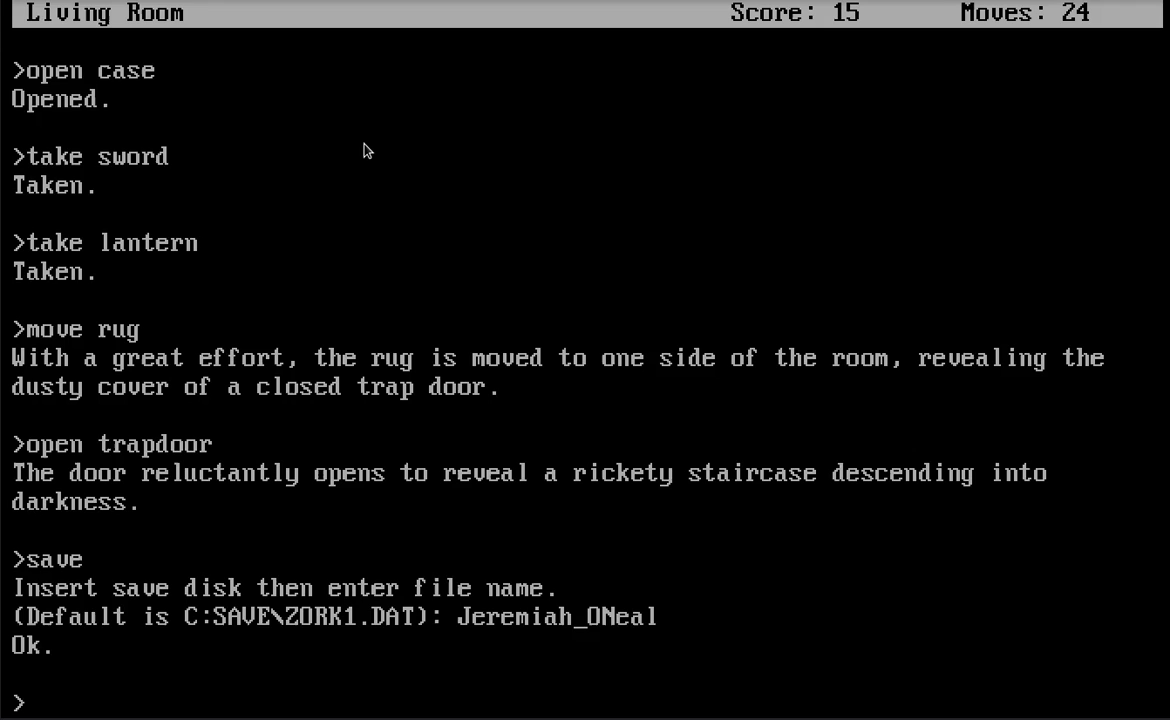 Living Room Score: 15 Moves: 24
>open case
Opened.
>take sword
Taken.
>take lantern
Taken.
>move rug
With a great effort, the rug is moved to one side of the room, revealing the
dusty cover of a closed trap door.
>open trapdoor
The door reluctantly opens to reveal a rickety staircase descending into
darkness.
>save
Insert save disk then enter file name.
(Default is C:SAVE\ZORK1.DAT): Jeremiah_ONeal
Ok.
>